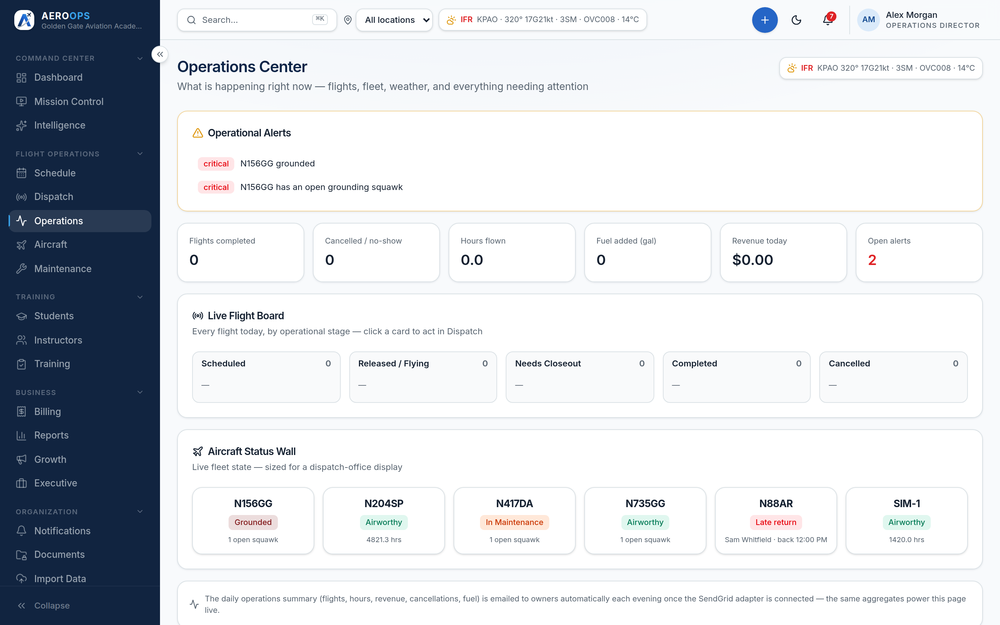 AEROOPS
Golden Gate Aviation Acade...
COMMAND CENTER
Dashboard
Mission Control
Intelligence
FLIGHT OPERATIONS
Schedule
Dispatch
Operations
Aircraft
Maintenance
TRAINING
Students
Instructors
Training
BUSINESS
Billing
Reports
Growth
Executive
ORGANIZATION
Notifications
Documents
Import Data
Collapse
Search... ⌘K
All locations
IFR KPAO · 320° 17G21kt · 3SM · OVC008 · 14°C
7
AM
Alex Morgan
OPERATIONS DIRECTOR
Operations Center
What is happening right now — flights, fleet, weather, and everything needing attention
IFR KPAO 320° 17G21kt · 3SM · OVC008 · 14°C
Operational Alerts
critical N156GG grounded
critical N156GG has an open grounding squawk
Flights completed
0
Cancelled / no-show
0
Hours flown
0.0
Fuel added (gal)
0
Revenue today
$0.00
Open alerts
2
Live Flight Board
Every flight today, by operational stage — click a card to act in Dispatch
Scheduled 0
—
Released / Flying 0
—
Needs Closeout 0
—
Completed 0
—
Cancelled 0
—
Aircraft Status Wall
Live fleet state — sized for a dispatch-office display
N156GG
Grounded
1 open squawk
N204SP
Airworthy
4821.3 hrs
N417DA
In Maintenance
1 open squawk
N735GG
Airworthy
1 open squawk
N88AR
Late return
Sam Whitfield · back 12:00 PM
SIM-1
Airworthy
1420.0 hrs
The daily operations summary (flights, hours, revenue, cancellations, fuel) is emailed to owners automatically each evening once the SendGrid adapter is connected — the same aggregates power this page
live.